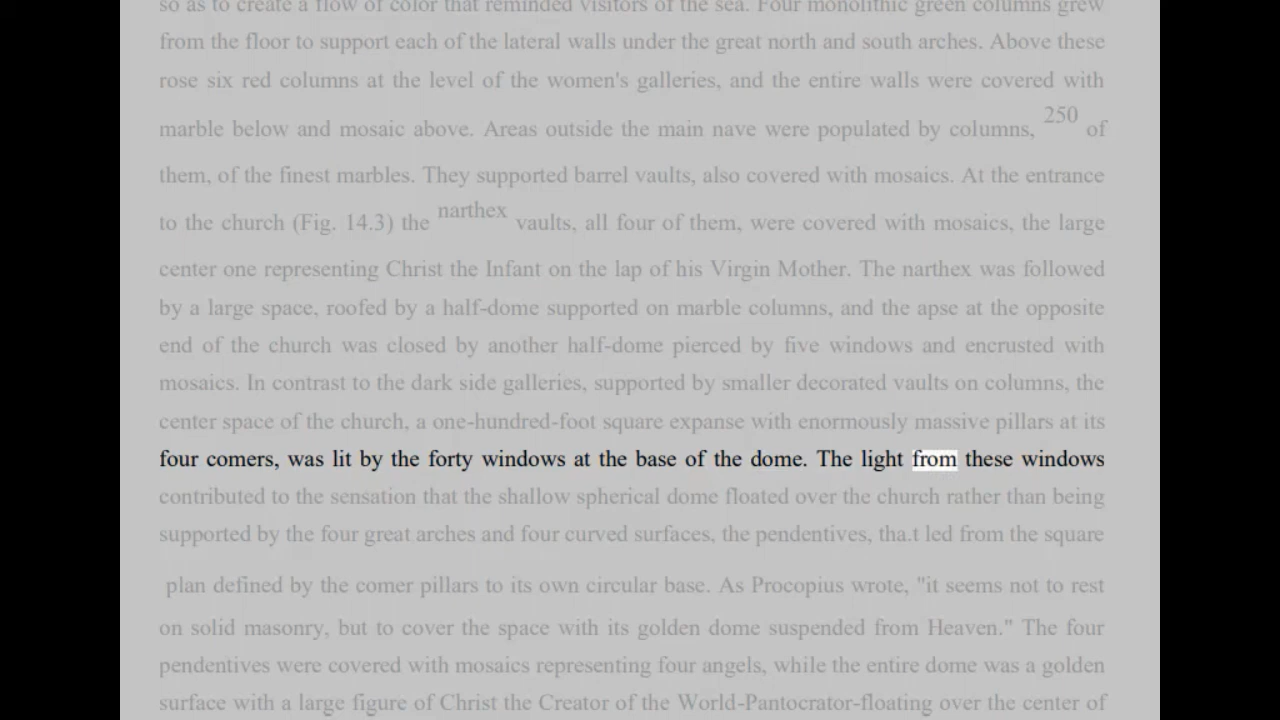 so as to create a flow of color that reminded visitors of the sea. Four monolithic green columns grew
from the floor to support each of the lateral walls under the great north and south arches. Above these
rose six red columns at the level of the women's galleries, and the entire walls were covered with
marble below and mosaic above. Areas outside the main nave were populated by columns, 250 of
them, of the finest marbles. They supported barrel vaults, also covered with mosaics. At the entrance
to the church (Fig. 14.3) the narthex vaults, all four of them, were covered with mosaics, the large
center one representing Christ the Infant on the lap of his Virgin Mother. The narthex was followed
by a large space, roofed by a half-dome supported on marble columns, and the apse at the opposite
end of the church was closed by another half-dome pierced by five windows and encrusted with
mosaics. In contrast to the dark side galleries, supported by smaller decorated vaults on columns, the
center space of the church, a one-hundred-foot square expanse with enormously massive pillars at its
four comers, was lit by the forty windows at the base of the dome. The light from these windows
contributed to the sensation that the shallow spherical dome floated over the church rather than being
supported by the four great arches and four curved surfaces, the pendentives, tha.t led from the square
plan defined by the comer pillars to its own circular base. As Procopius wrote, "it seems not to rest
on solid masonry, but to cover the space with its golden dome suspended from Heaven." The four
pendentives were covered with mosaics representing four angels, while the entire dome was a golden
surface with a large figure of Christ the Creator of the World-Pantocrator-floating over the center of